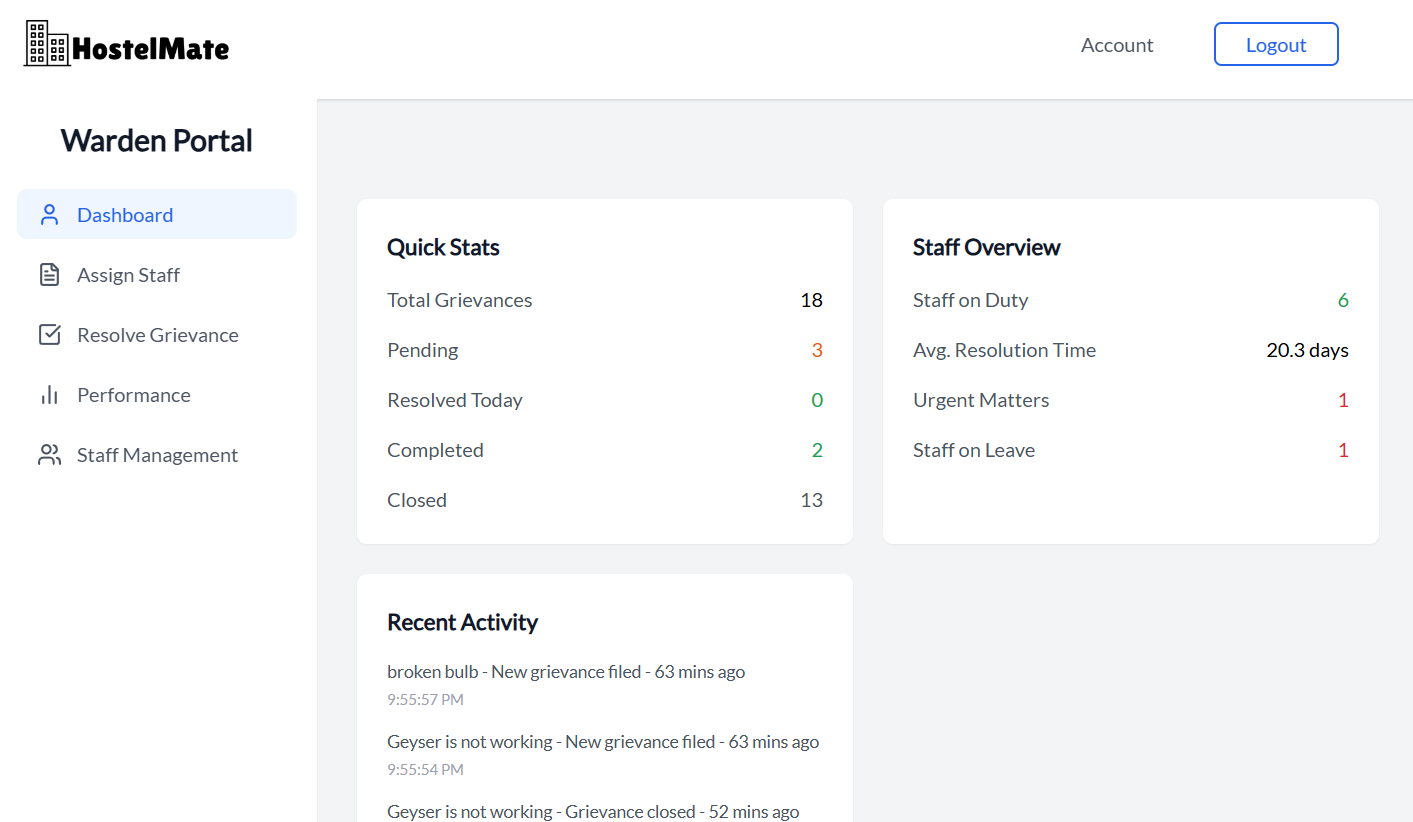 HostelMate
Account
Logout
Warden Portal
Dashboard
Assign Staff
Resolve Grievance
Performance
Staff Management
Quick Stats
Total Grievances 18
Pending 3
Resolved Today 0
Completed 2
Closed 13
Staff Overview
Staff on Duty 6
Avg. Resolution Time 20.3 days
Urgent Matters 1
Staff on Leave 1
Recent Activity
broken bulb - New grievance filed - 63 mins ago
9:55:57 PM
Geyser is not working - New grievance filed - 63 mins ago
9:55:54 PM
Geyser is not working - Grievance closed - 52 mins ago